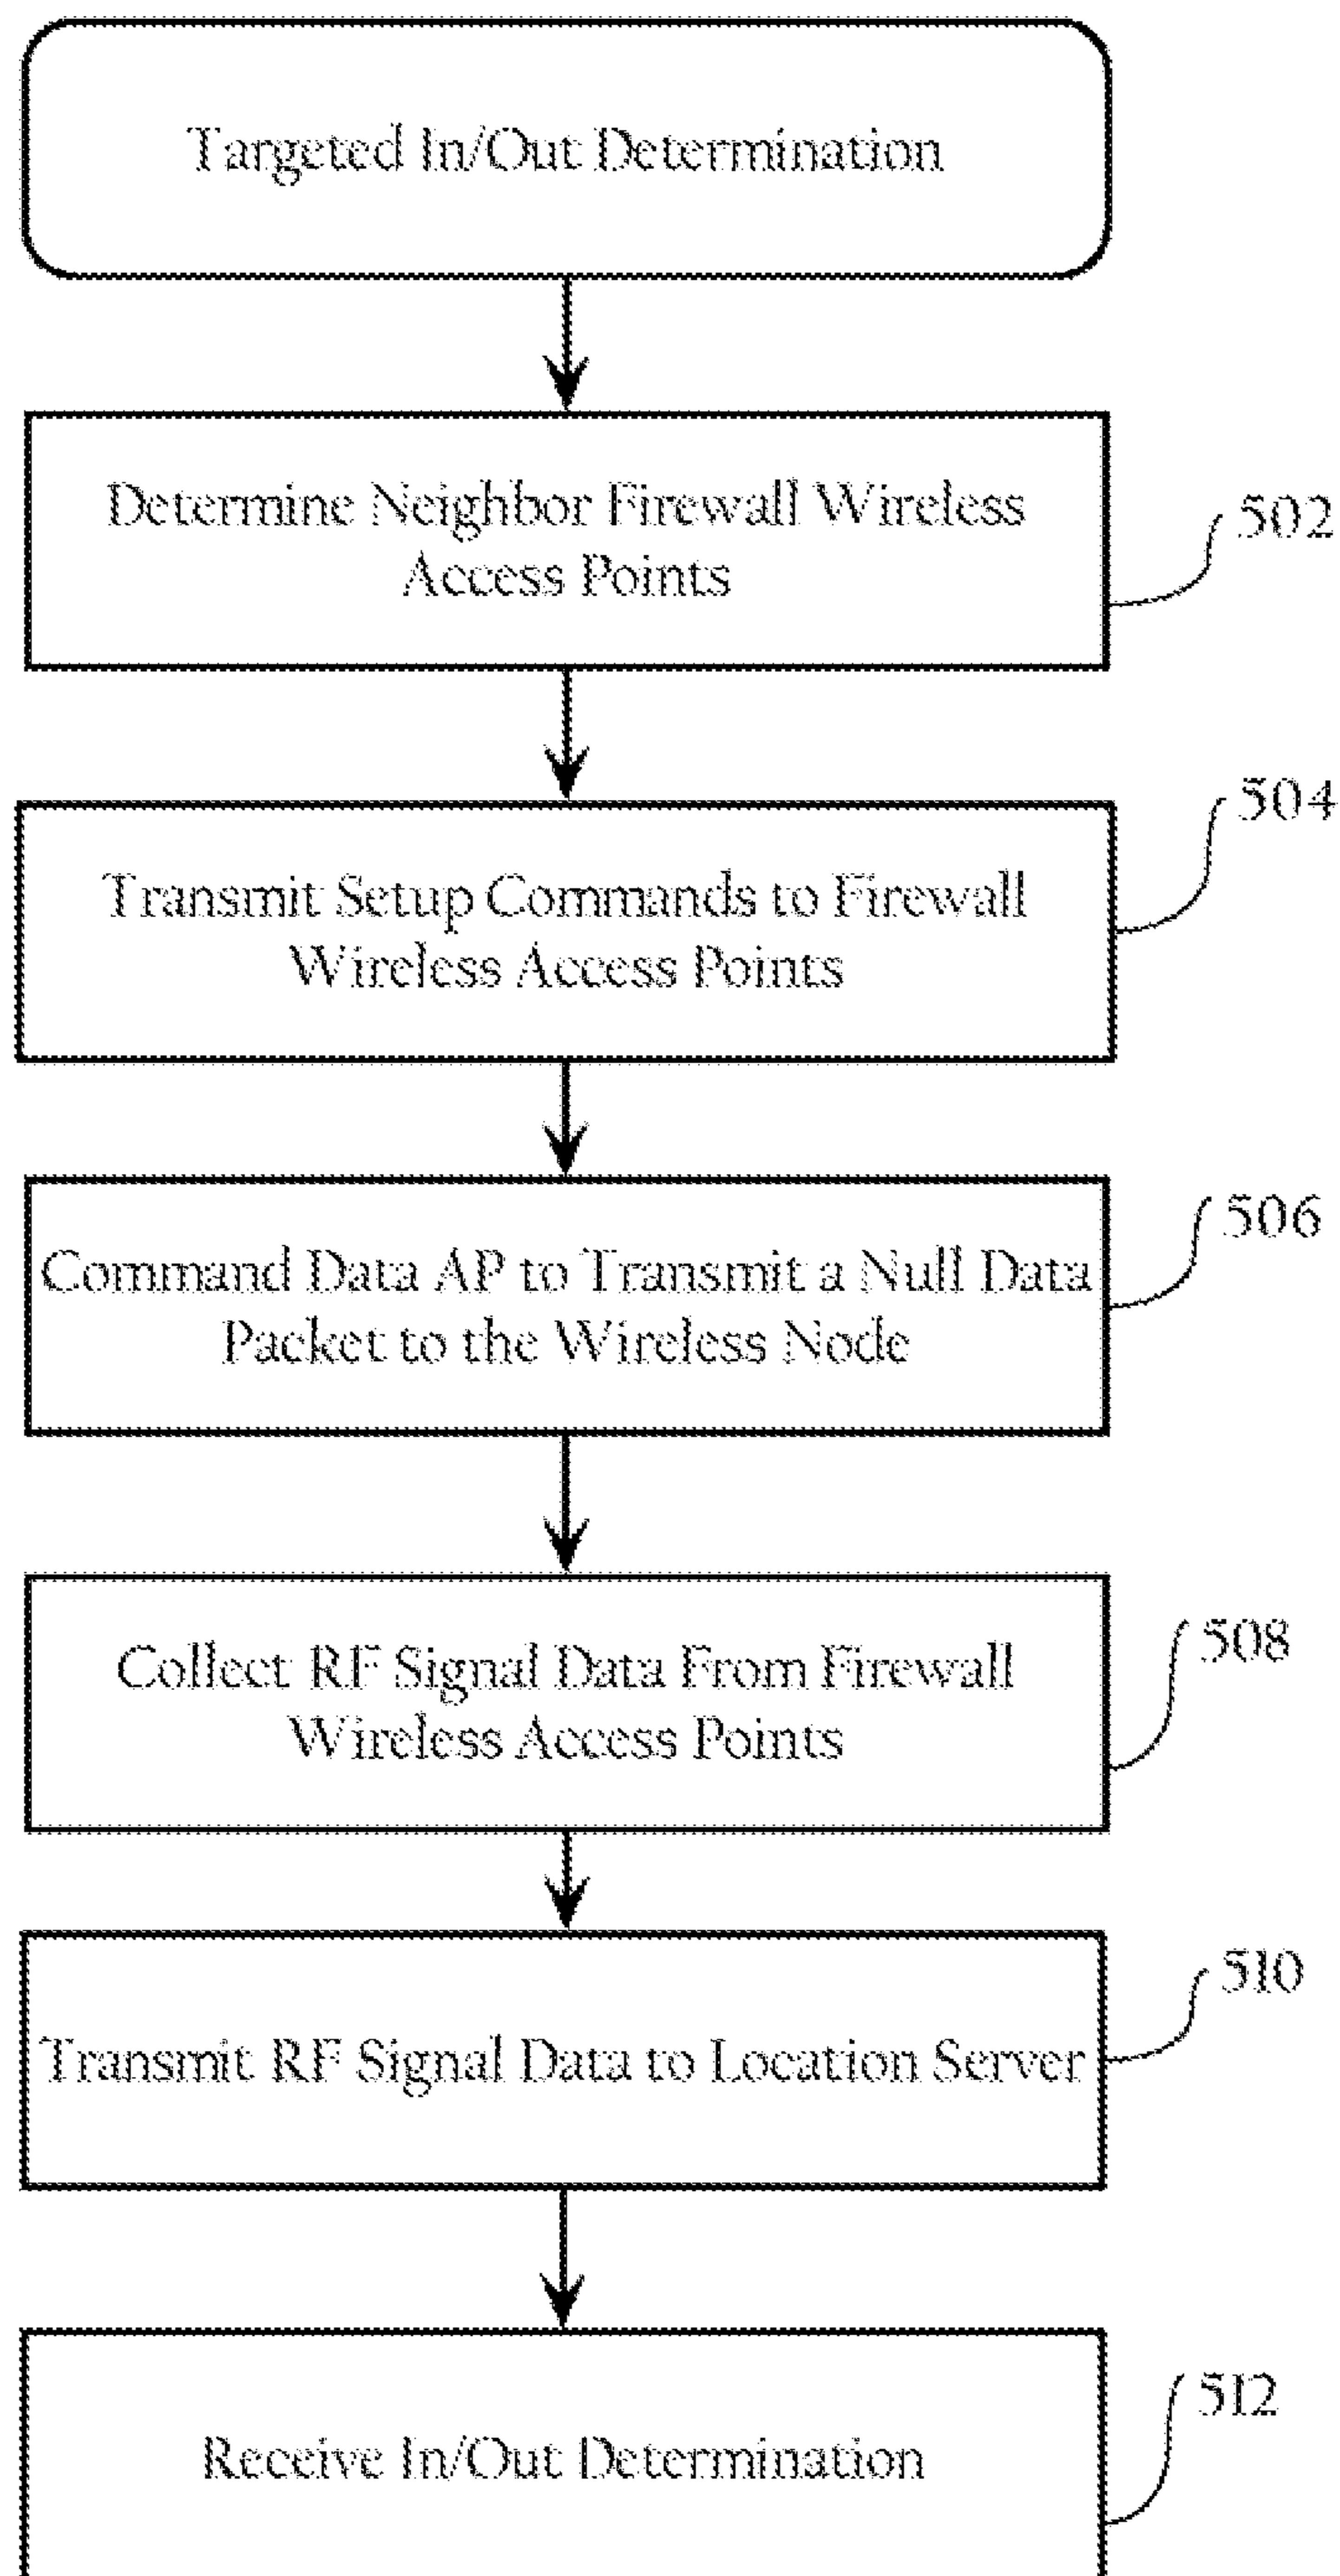 Targeted In/Out Determination
Determine Neighbor Firewall Wireless
Access Points
502
504
Transmit Setup Commands to Firewall
Wireless Access Points
506
Command Data AP to Transmit a Null Data
Packet to the Wireless Node
508
Collect RF Signal Data From Firewall
Wireless Access Points
510
Transmit RF Signal Data to Location Server
512
Receive In/Out Determination